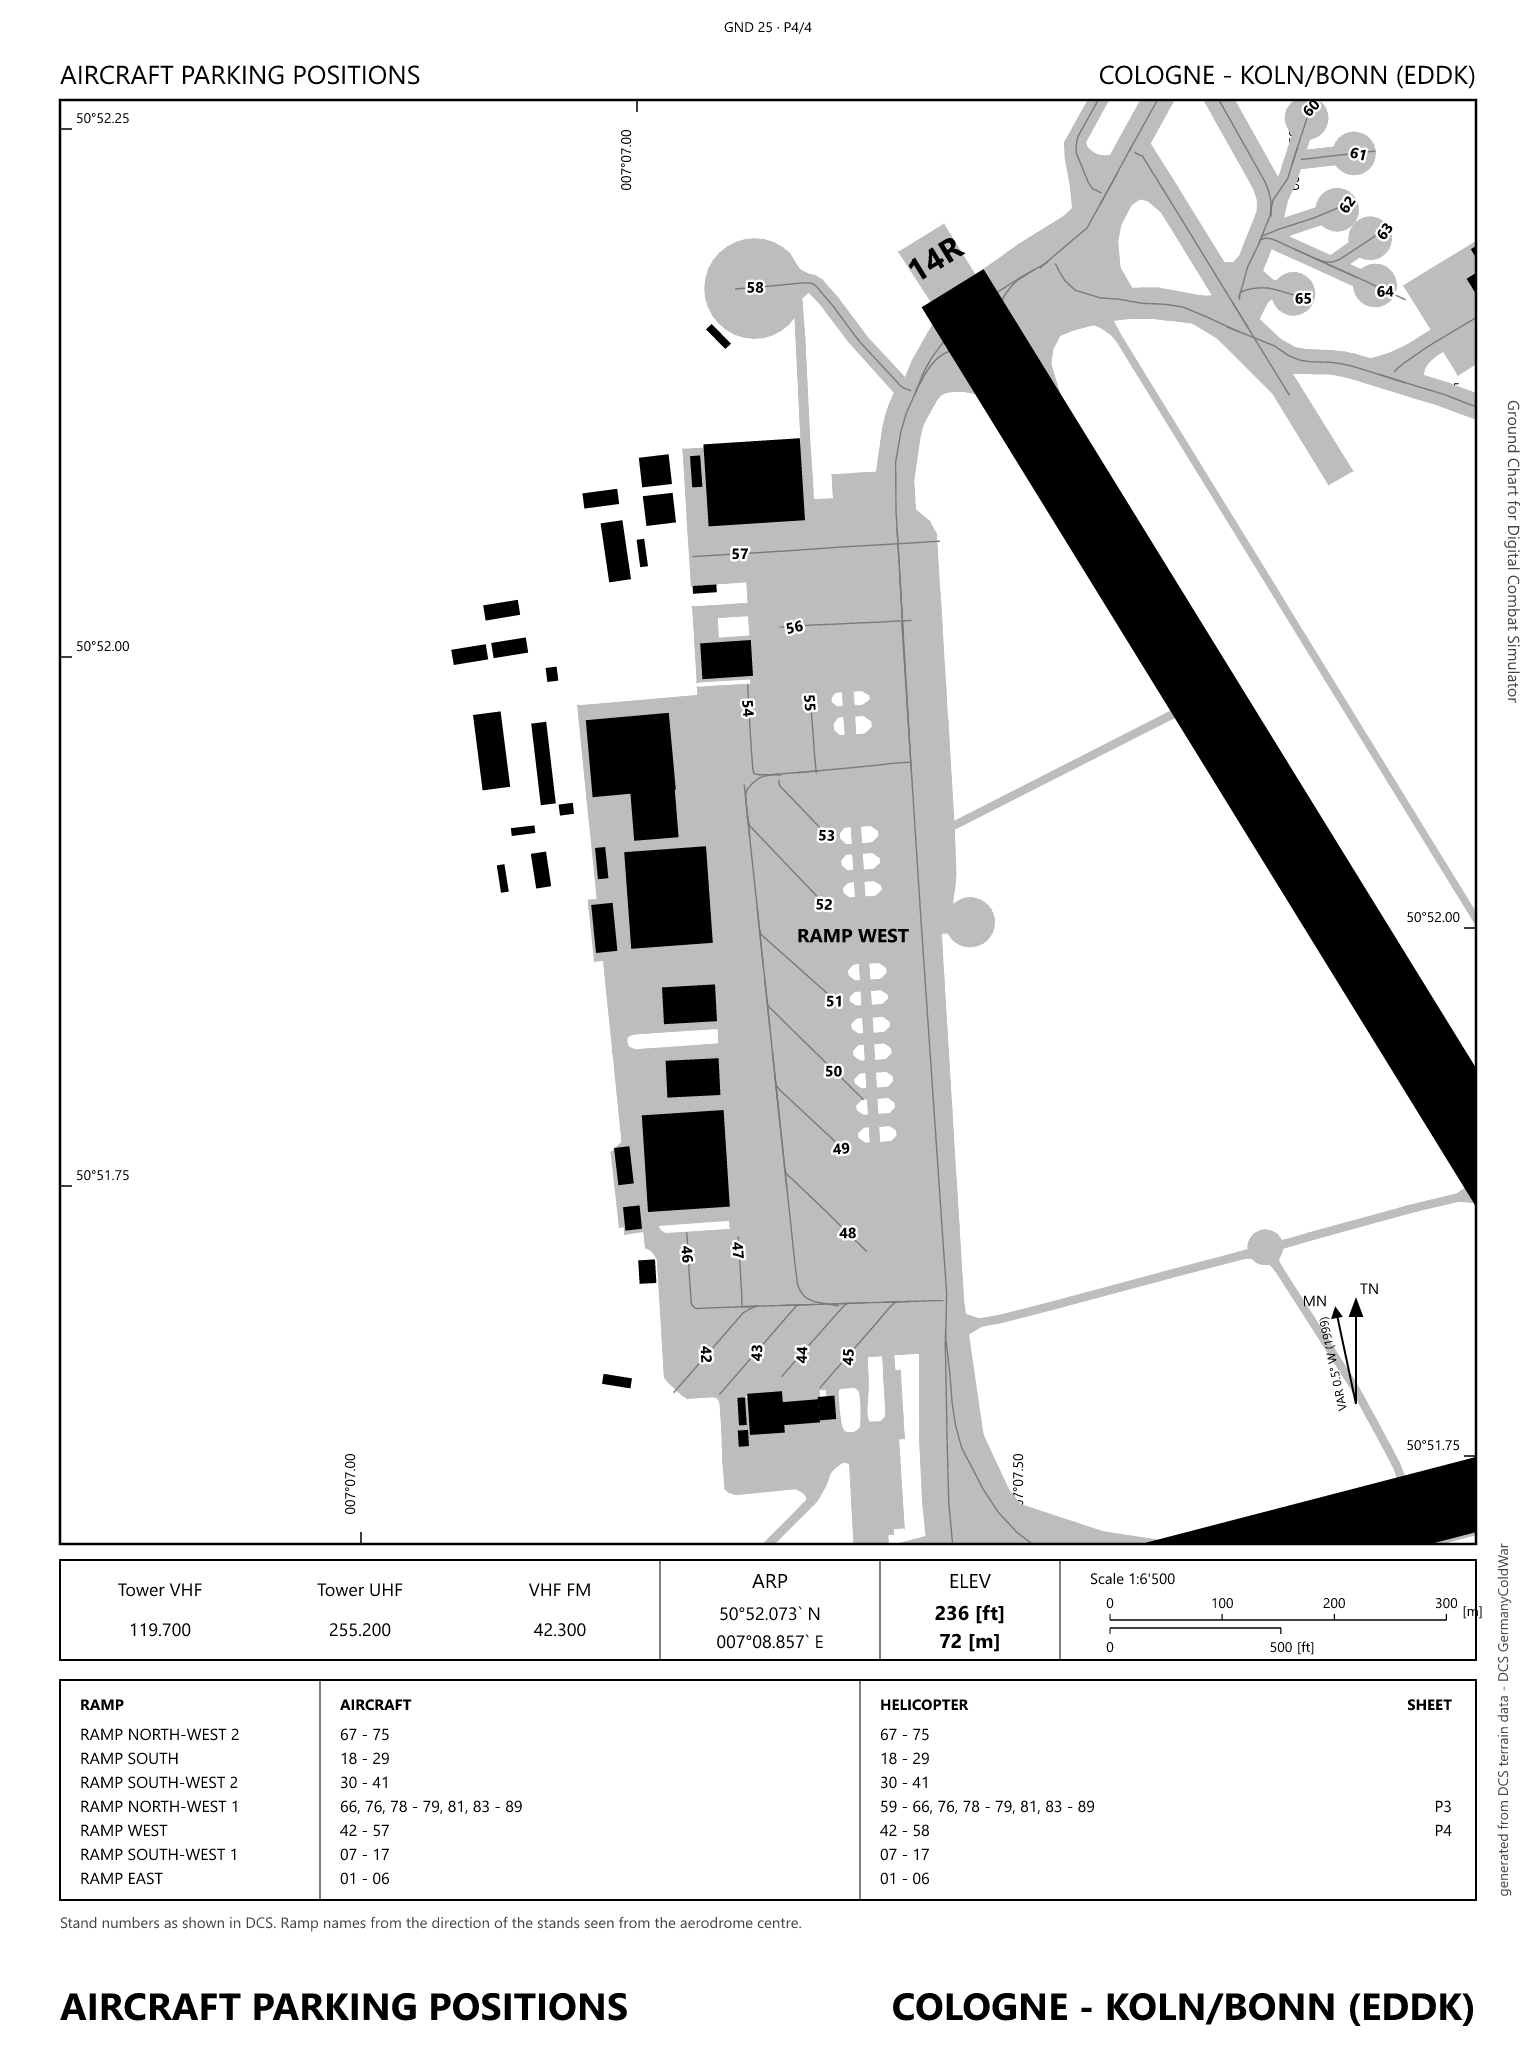 GND 25 · P4/4
AIRCRAFT PARKING POSITIONS
COLOGNE - KOLN/BONN (EDDK)
50°52.25
007°07.00
60
61
62
63
64
65
14R
58
57
50°52.00
56
54
55
53
52
RAMP WEST
50°52.00
51
50
49
50°51.75
48
46
47
MN
TN
VAR 0.5° W (1999)
42
43
44
45
50°51.75
007°07.00
7°07.50
Ground Chart for Digital Combat Simulator
generated from DCS terrain data - DCS GermanyColdWar
Tower VHF
119.700
Tower UHF
255.200
VHF FM
42.300
ARP
50°52.073` N
007°08.857` E
ELEV
236 [ft]
72 [m]
Scale 1:6'500
0 100 200 300 [m]
0 500 [ft]
RAMP AIRCRAFT HELICOPTER SHEET
RAMP NORTH-WEST 2 67 - 75 67 - 75
RAMP SOUTH 18 - 29 18 - 29
RAMP SOUTH-WEST 2 30 - 41 30 - 41
RAMP NORTH-WEST 1 66, 76, 78 - 79, 81, 83 - 89 59 - 66, 76, 78 - 79, 81, 83 - 89 P3
RAMP WEST 42 - 57 42 - 58 P4
RAMP SOUTH-WEST 1 07 - 17 07 - 17
RAMP EAST 01 - 06 01 - 06
Stand numbers as shown in DCS. Ramp names from the direction of the stands seen from the aerodrome centre.
AIRCRAFT PARKING POSITIONS
COLOGNE - KOLN/BONN (EDDK)